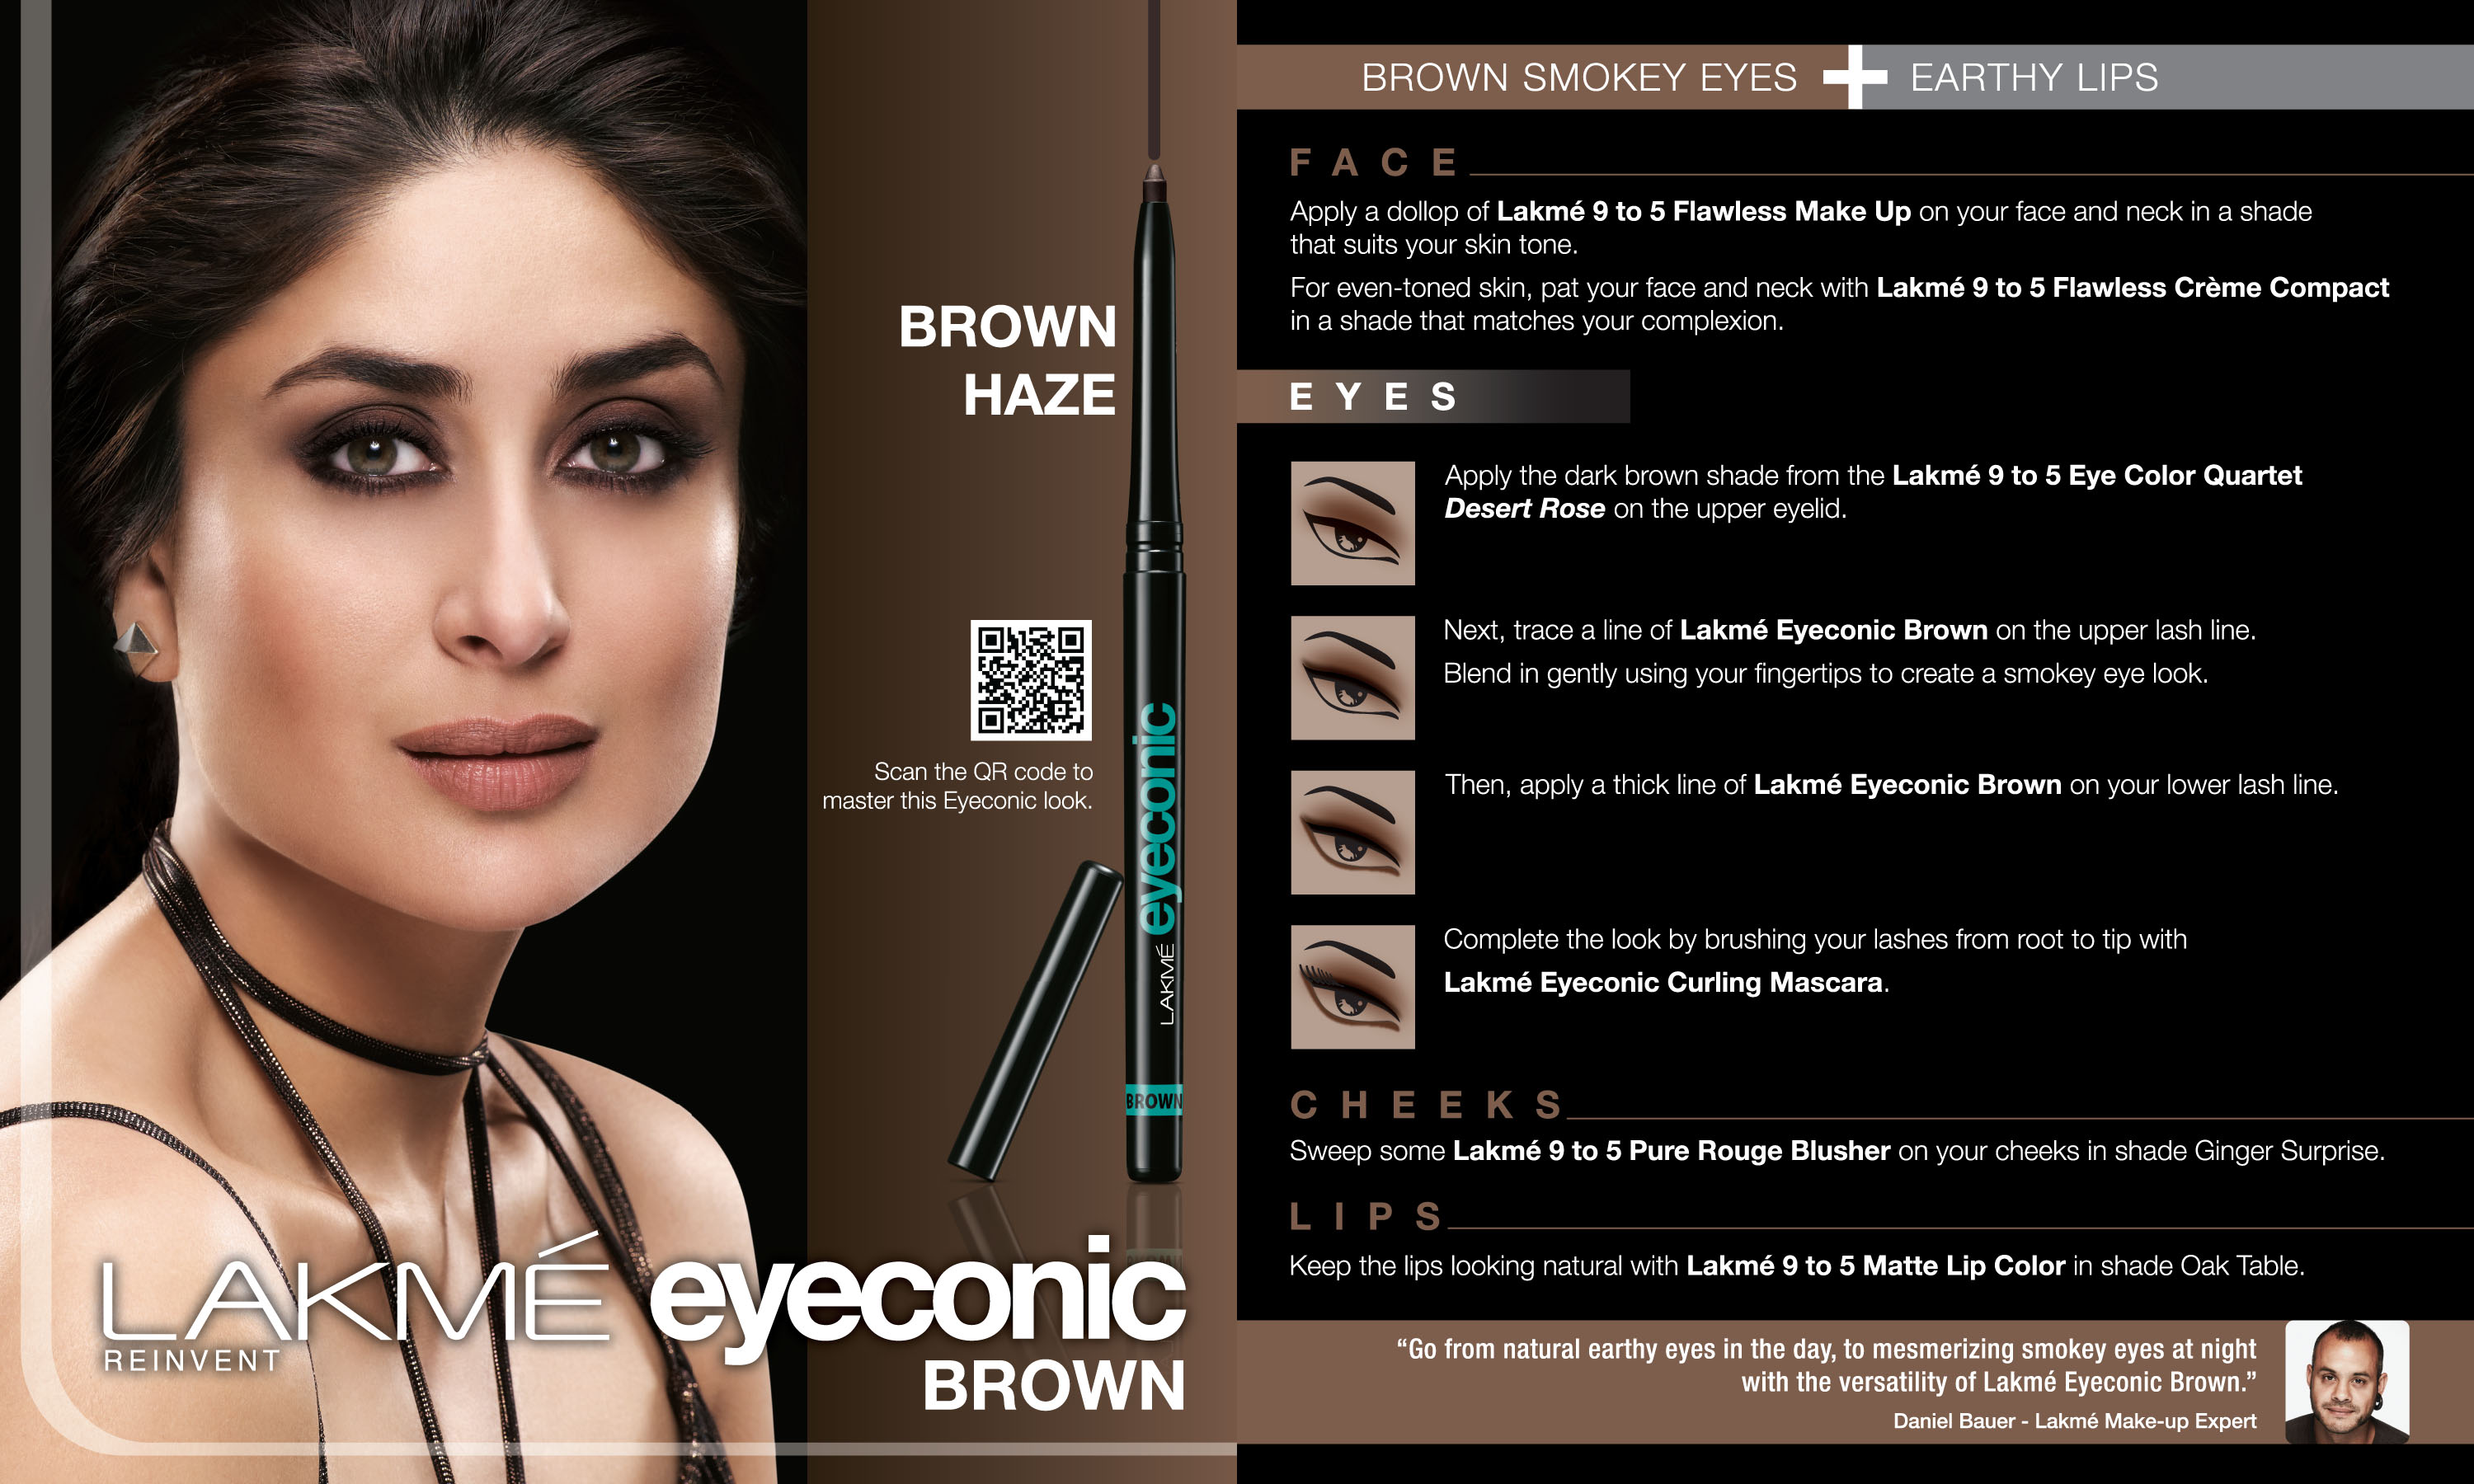 BROWN
HAZE
Scan the QR code to
master this Eyeconic look.
LAKMÉ eyeconic
BROWN
LAKMÉ eyeconic
REINVENT
BROWN
BROWN SMOKEY EYES + EARTHY LIPS
FACE
Apply a dollop of Lakmé 9 to 5 Flawless Make Up on your face and neck in a shade
that suits your skin tone.
For even-toned skin, pat your face and neck with Lakmé 9 to 5 Flawless Crème Compact
in a shade that matches your complexion.
EYES
Apply the dark brown shade from the Lakmé 9 to 5 Eye Color Quartet
Desert Rose on the upper eyelid.
Next, trace a line of Lakmé Eyeconic Brown on the upper lash line.
Blend in gently using your fingertips to create a smokey eye look.
Then, apply a thick line of Lakmé Eyeconic Brown on your lower lash line.
Complete the look by brushing your lashes from root to tip with
Lakmé Eyeconic Curling Mascara.
CHEEKS
Sweep some Lakmé 9 to 5 Pure Rouge Blusher on your cheeks in shade Ginger Surprise.
LIPS
Keep the lips looking natural with Lakmé 9 to 5 Matte Lip Color in shade Oak Table.
“Go from natural earthy eyes in the day, to mesmerizing smokey eyes at night
with the versatility of Lakmé Eyeconic Brown.”
Daniel Bauer - Lakmé Make-up Expert